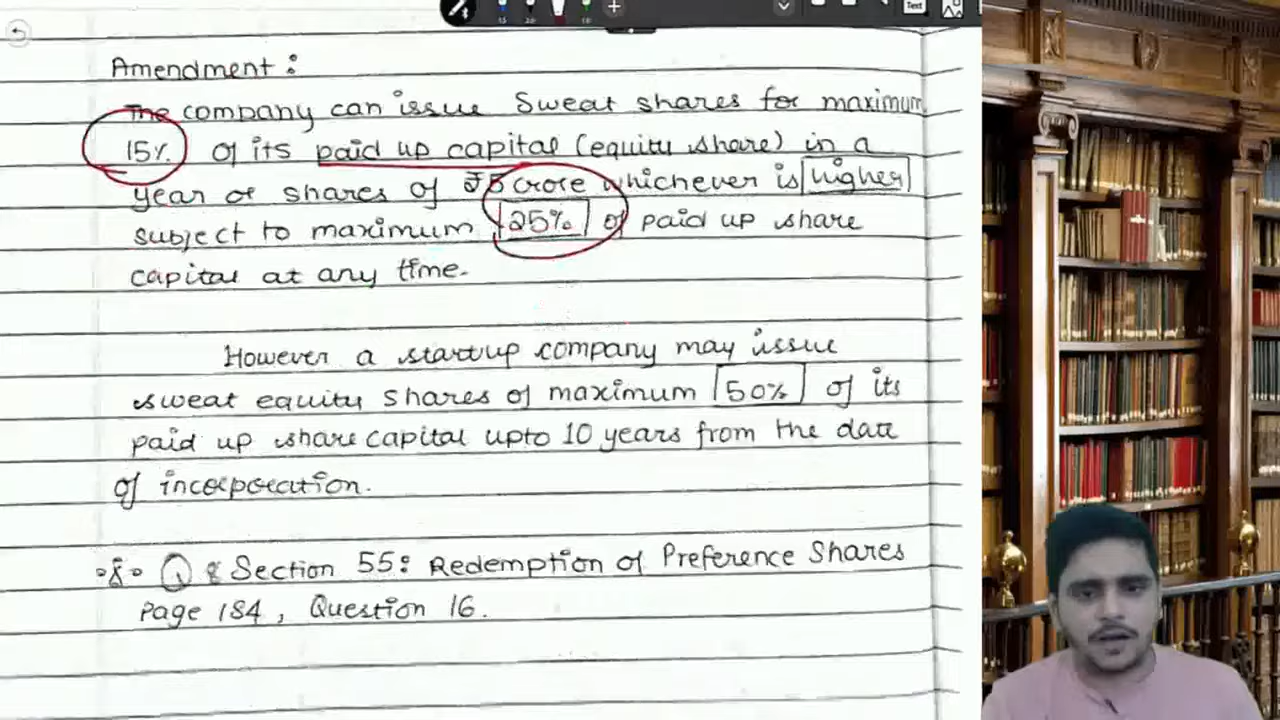 Amendment :
The company can issue Sweat shares for maximum
15% of its paid up capital (equity share) in a
year or shares of ₹5 crore whichever is higher
subject to maximum 25% of paid up share
capital at any time.
However a startup company may issue
sweat equity shares of maximum 50% of its
paid up share capital upto 10 years from the date
of incorporation.
Q : Section 55: Redemption of Preference Shares
Page 184, Question 16.
Text